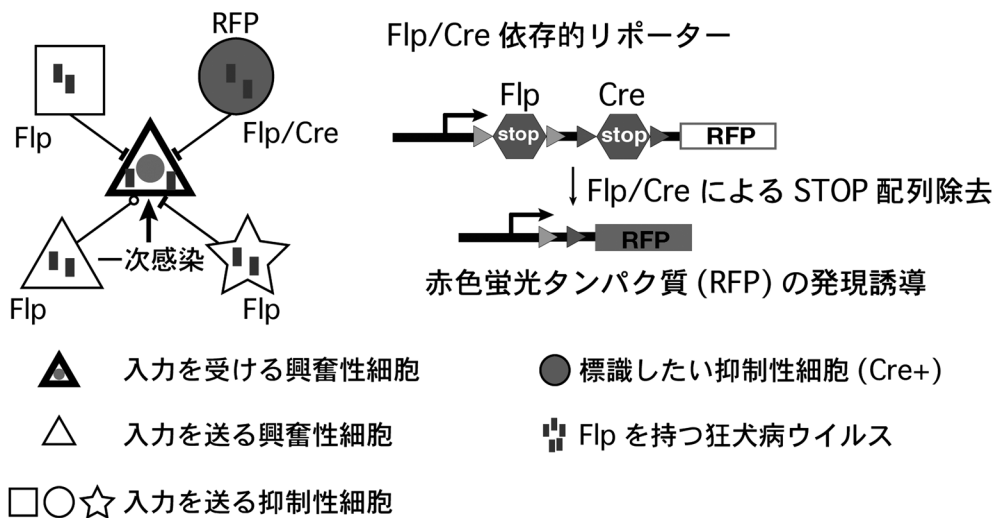 RFP
Flp
Flp/Cre
一次感染
Flp
Flp
Flp/Cre 依存的リポーター
Flp
Cre
stop
stop
RFP
Flp/Cre による STOP 配列除去
RFP
赤色蛍光タンパク質 (RFP) の発現誘導
入力を受ける興奮性細胞
標識したい抑制性細胞 (Cre+)
入力を送る興奮性細胞
Flp を持つ狂犬病ウイルス
入力を送る抑制性細胞